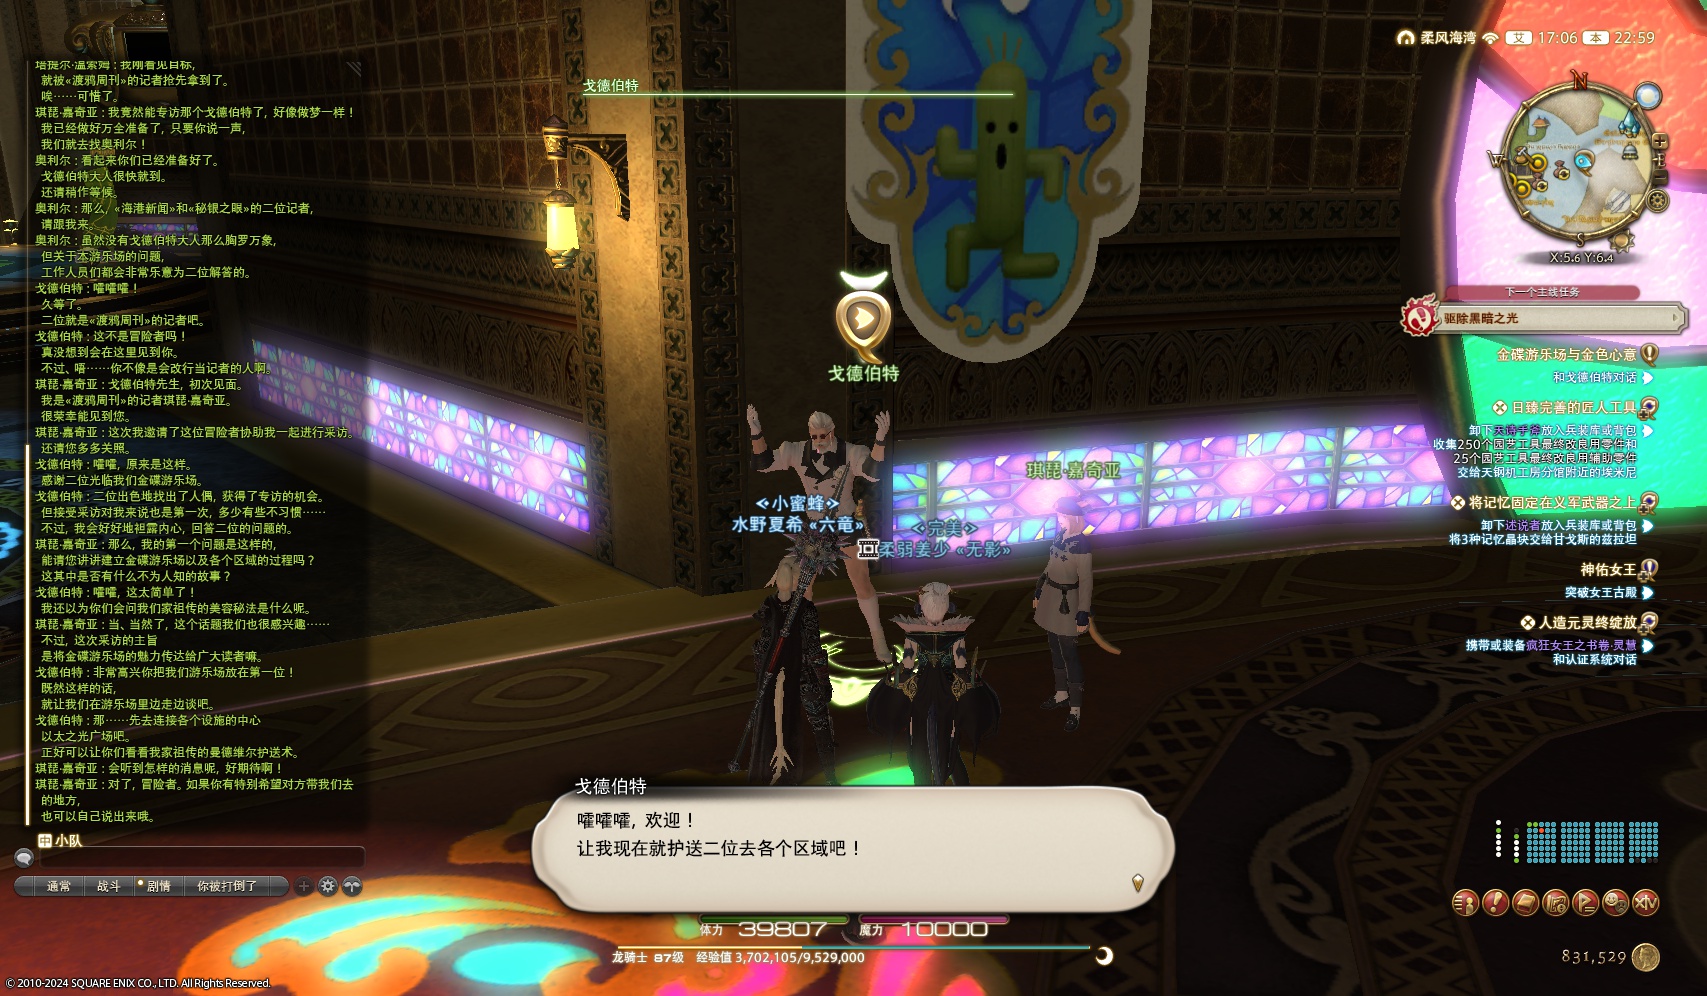 塔提尔·温索姆：我刚看见目标，
就被«渡鸦周刊»的记者抢先拿到了。
唉……可惜了。
琪琵·嘉奇亚：我竟然能专访那个戈德伯特了，好像做梦一样！
我已经做好万全准备了，只要你说一声，
我们就去找奥利尔！
奥利尔：看起来你们已经准备好了。
戈德伯特大人很快就到。
还请稍作等候。
奥利尔：那么，«海港新闻»和«秘银之眼»的二位记者，
请跟我来。
奥利尔：虽然没有戈德伯特大人那么胸罗万象，
但关于本游乐场的问题，
工作人员们都会非常乐意为二位解答的。
戈德伯特：嚯嚯嚯！
久等了。
二位就是«渡鸦周刊»的记者吧。
戈德伯特：这不是冒险者吗！
真没想到会在这里见到你。
不过、唔……你不像是会改行当记者的人啊。
琪琵·嘉奇亚：戈德伯特先生，初次见面。
我是«渡鸦周刊»的记者琪琵·嘉奇亚。
很荣幸能见到您。
琪琵·嘉奇亚：这次我邀请了这位冒险者协助我一起进行采访。
还请您多多关照。
戈德伯特：嚯嚯，原来是这样。
感谢二位光临我们金碟游乐场。
戈德伯特：二位出色地找出了人偶，获得了专访的机会。
但接受采访对我来说也是第一次，多少有些不习惯……
不过，我会好好地袒露内心，回答二位的问题的。
琪琵·嘉奇亚：那么，我的第一个问题是这样的，
能请您讲讲建立金碟游乐场以及各个区域的过程吗？
这其中是否有什么不为人知的故事？
戈德伯特：嚯嚯，这太简单了！
我还以为你们会问我们家祖传的美容秘法是什么呢。
琪琵·嘉奇亚：当、当然了，这个话题我们也很感兴趣……
不过，这次采访的主旨
是将金碟游乐场的魅力传达给广大读者嘛。
戈德伯特：非常高兴你把我们游乐场放在第一位！
既然这样的话，
就让我们在游乐场里边走边谈吧。
戈德伯特：那……先去连接各个设施的中心
以太之光广场吧。
正好可以让你们看看我家祖传的曼德维尔护送术。
琪琵·嘉奇亚：会听到怎样的消息呢，好期待啊！
琪琵·嘉奇亚：对了，冒险者。如果你有特别希望对方带我们去
的地方，
也可以自己说出来哦。
中 小队
通常 战斗 剧情 你被打倒了
戈德伯特
戈德伯特
琪琵·嘉奇亚
小蜜蜂
水野夏希 «六竜»
完美
柔弱姜少 «无影»
戈德伯特
嚯嚯嚯，欢迎！
让我现在就护送二位去各个区域吧！
体力 39807 魔力 10000
龙骑士 87级 经验值 3,702,105/9,529,000
柔风海湾 艾 17:06 本 22:59
N
W
S
X:5.6 Y:6.4
下一个主线任务
驱除黑暗之光
金碟游乐场与金色心意
和戈德伯特对话
日臻完善的匠人工具
卸下天诗手斧放入兵装库或背包
收集250个园艺工具最终改良用零件和
25个园艺工具最终改良用辅助零件
交给天钢机工房分馆附近的埃米尼
将记忆固定在义军武器之上
卸下述说者放入兵装库或背包
将3种记忆晶块交给甘戈斯的兹拉坦
神佑女王
突破女王古殿
人造元灵终绽放
携带或装备疯狂女王之书卷·灵慧
和认证系统对话
831,529
© 2010-2024 SQUARE ENIX CO., LTD. All Rights Reserved.